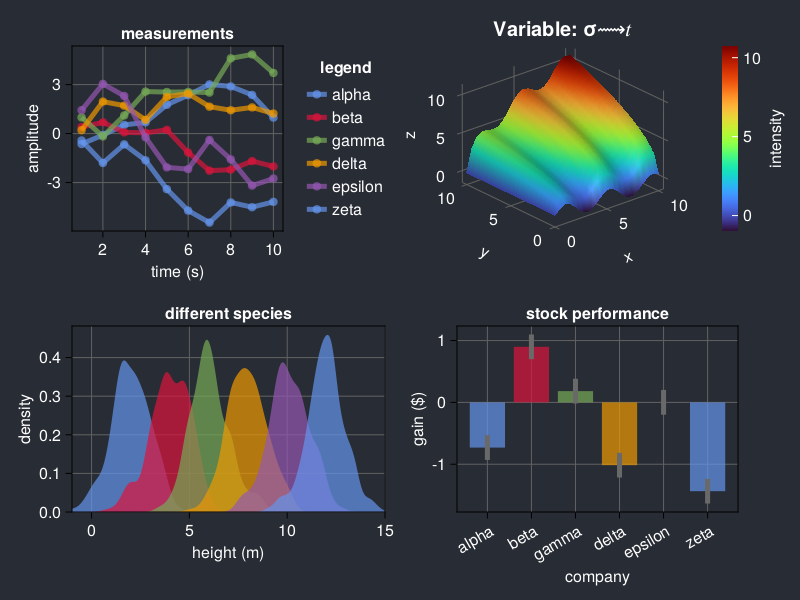 measurements
amplitude
3
0
-3
2 4 6 8 10
time (s)
legend
alpha
beta
gamma
delta
epsilon
zeta
Variable: σ⟿t
z
10
5
0
10
5
0
y
0
5
10
x
10
5
0
intensity
different species
density
0.4
0.3
0.2
0.1
0.0
0 5 10 15
height (m)
stock performance
gain ($)
1
0
-1
alpha beta gamma delta epsilon zeta
company